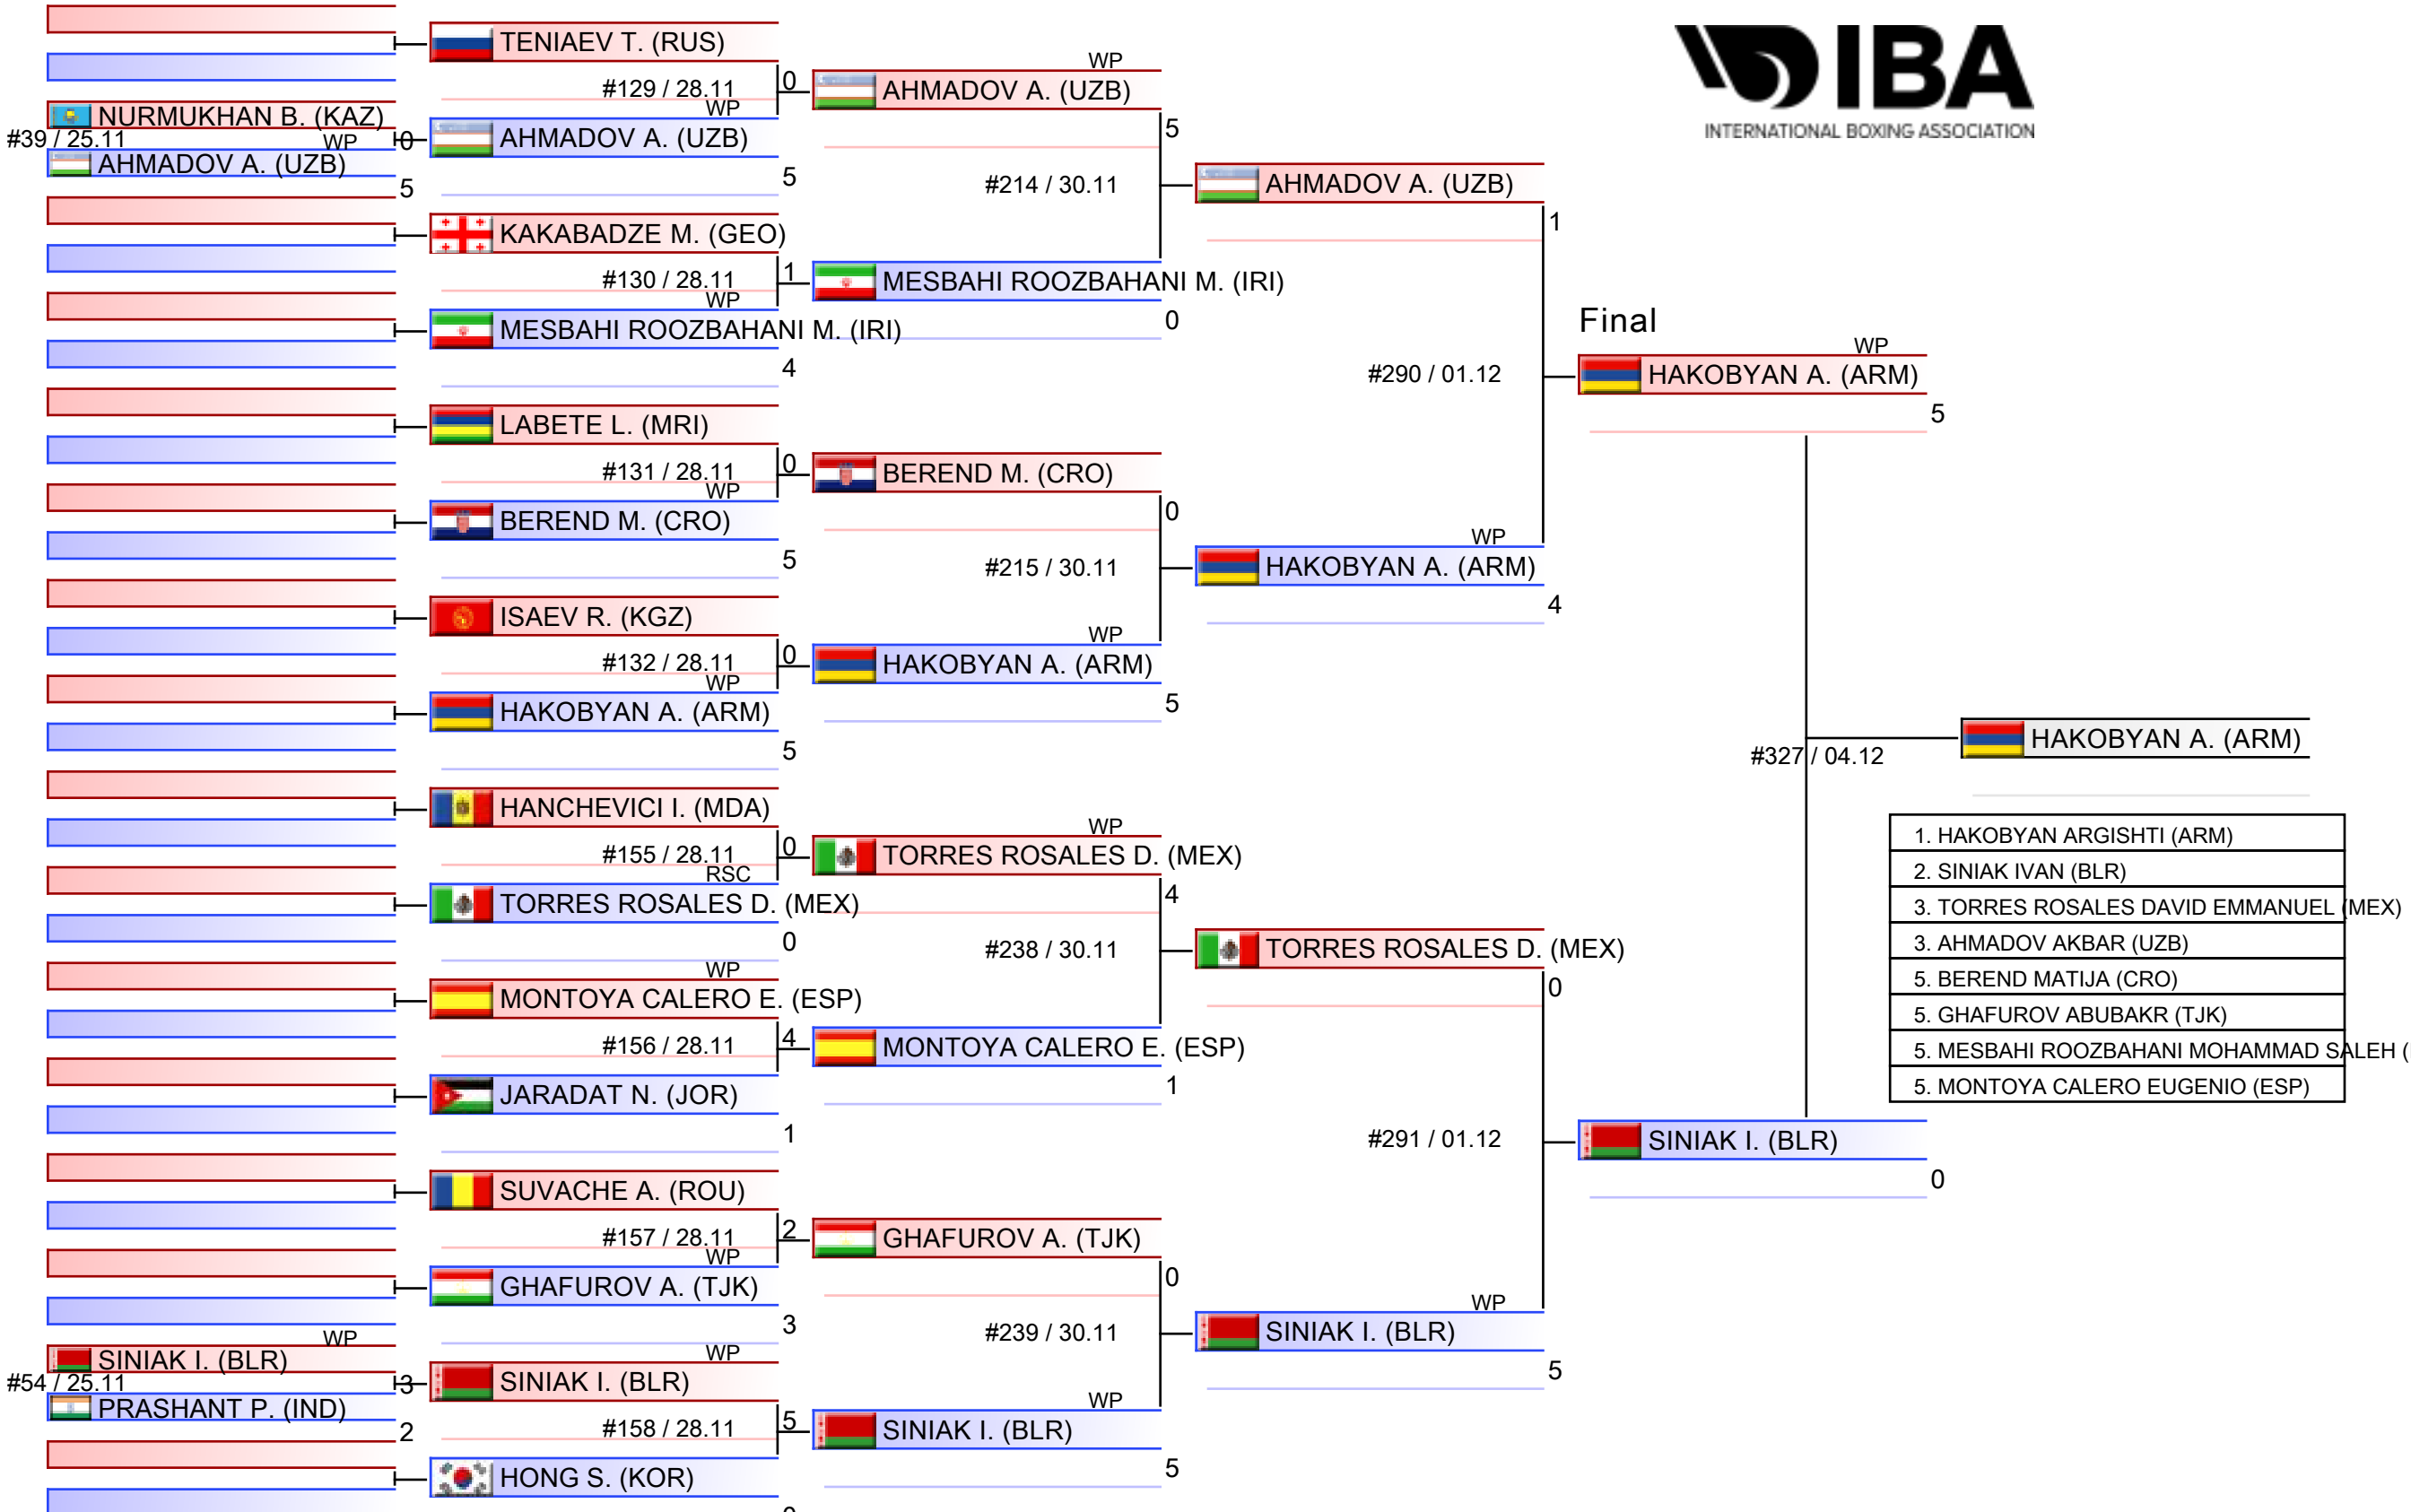 IBA
INTERNATIONAL BOXING ASSOCIATION
NURMUKHAN B. (KAZ)
#39 / 25.11
WP
0
AHMADOV A. (UZB)
5
SINIAK I. (BLR)
WP
#54 / 25.11
3
PRASHANT P. (IND)
2
TENIAEV T. (RUS)
#129 / 28.11
0
WP
AHMADOV A. (UZB)
5
KAKABADZE M. (GEO)
#130 / 28.11
1
WP
MESBAHI ROOZBAHANI M. (IRI)
4
LABETE L. (MRI)
#131 / 28.11
0
WP
BEREND M. (CRO)
5
ISAEV R. (KGZ)
#132 / 28.11
0
WP
HAKOBYAN A. (ARM)
5
HANCHEVICI I. (MDA)
#155 / 28.11
0
RSC
TORRES ROSALES D. (MEX)
0
WP
MONTOYA CALERO E. (ESP)
#156 / 28.11
4
JARADAT N. (JOR)
1
SUVACHE A. (ROU)
#157 / 28.11
2
WP
GHAFUROV A. (TJK)
3
WP
SINIAK I. (BLR)
#158 / 28.11
5
HONG S. (KOR)
WP
AHMADOV A. (UZB)
5
#214 / 30.11
MESBAHI ROOZBAHANI M. (IRI)
0
BEREND M. (CRO)
0
#215 / 30.11
WP
HAKOBYAN A. (ARM)
5
WP
TORRES ROSALES D. (MEX)
4
#238 / 30.11
MONTOYA CALERO E. (ESP)
1
GHAFUROV A. (TJK)
0
#239 / 30.11
WP
SINIAK I. (BLR)
5
AHMADOV A. (UZB)
1
#290 / 01.12
WP
HAKOBYAN A. (ARM)
4
TORRES ROSALES D. (MEX)
0
#291 / 01.12
WP
SINIAK I. (BLR)
5
Final
WP
HAKOBYAN A. (ARM)
5
#327 / 04.12
SINIAK I. (BLR)
0
HAKOBYAN A. (ARM)
1. HAKOBYAN ARGISHTI (ARM)
2. SINIAK IVAN (BLR)
3. TORRES ROSALES DAVID EMMANUEL (MEX)
3. AHMADOV AKBAR (UZB)
5. BEREND MATIJA (CRO)
5. GHAFUROV ABUBAKR (TJK)
5. MESBAHI ROOZBAHANI MOHAMMAD SALEH (
5. MONTOYA CALERO EUGENIO (ESP)